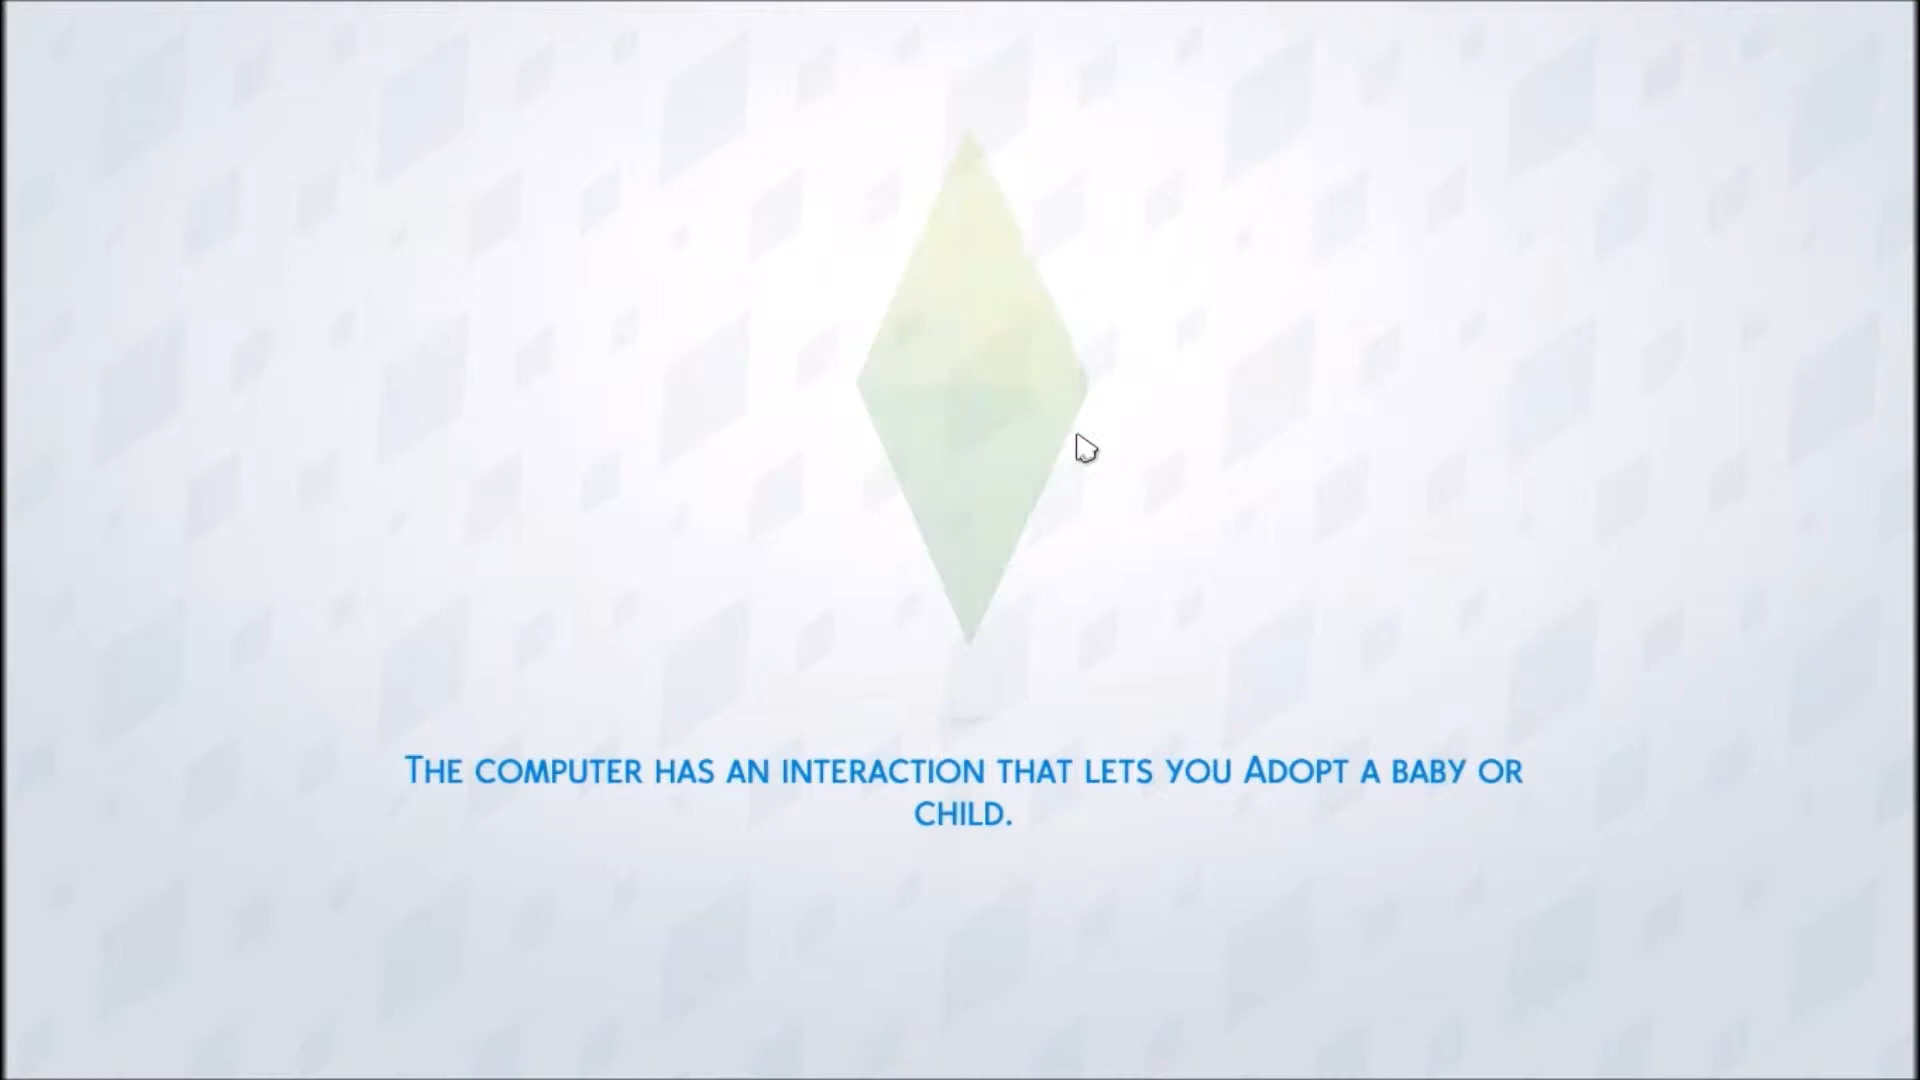 The computer has an interaction that lets you Adopt a baby or
child.